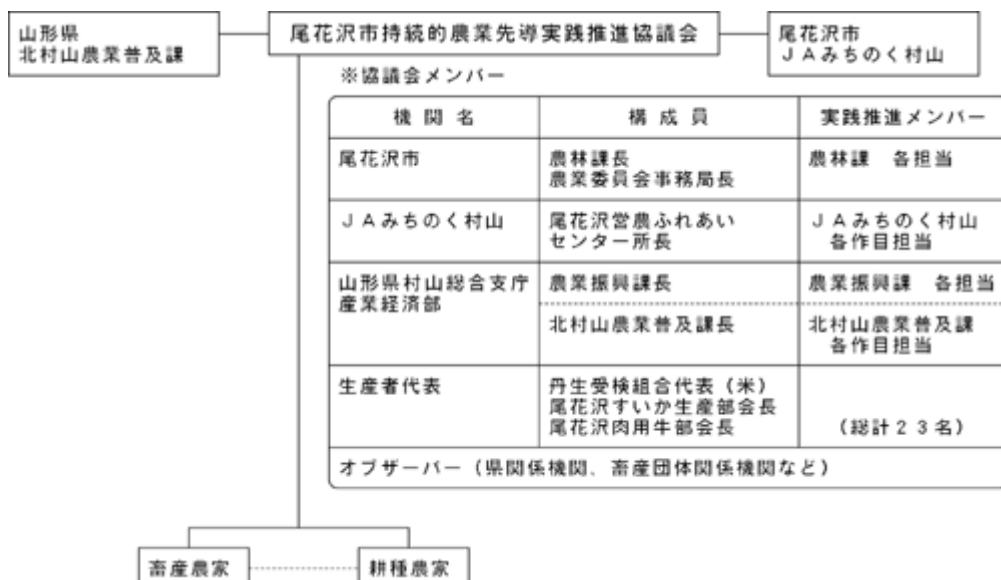 山形県
北村山農業普及課
尾花沢市持続的農業先導実践推進協議会
尾花沢市
ＪＡみちのく村山
※協議会メンバー
機 関 名　構 成 員　実践推進メンバー
尾花沢市　農林課長　農林課　各担当
農業委員会事務局長
ＪＡみちのく村山　尾花沢営農ふれあい　ＪＡみちのく村山
センター所長　各作目担当
山形県村山総合支庁　農業振興課長　農業振興課　各担当
産業経済部
北村山農業普及課長　北村山農業普及課
各作目担当
生産者代表　丹生受検組合代表（米）
尾花沢すいか生産部会長
尾花沢肉用牛部会長　（総計２３名）
オブザーバー（県関係機関、畜産団体関係機関など）
畜産農家　耕種農家